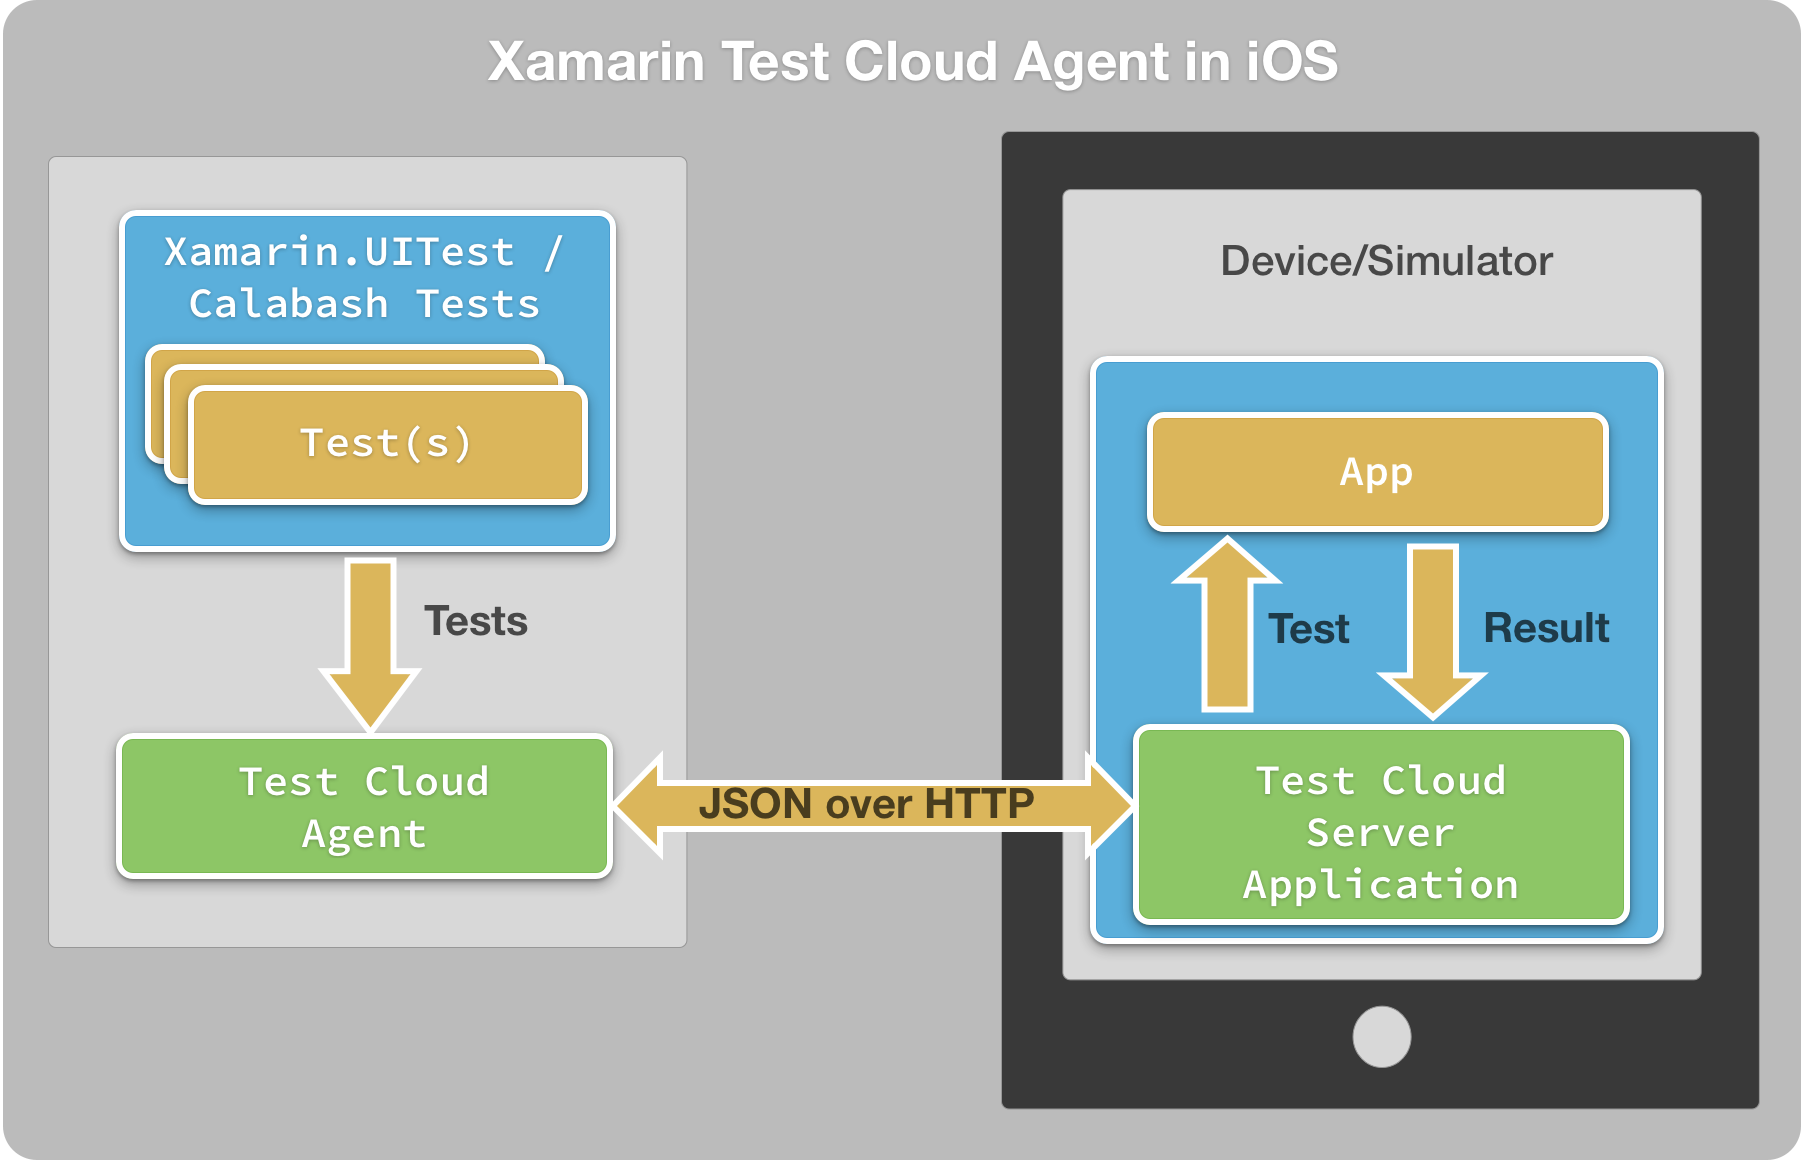 Xamarin Test Cloud Agent in iOS
Xamarin.UITest /
Calabash Tests
Test(s)
Tests
Test Cloud
Agent
JSON over HTTP
Device/Simulator
App
Test
Result
Test Cloud
Server
Application